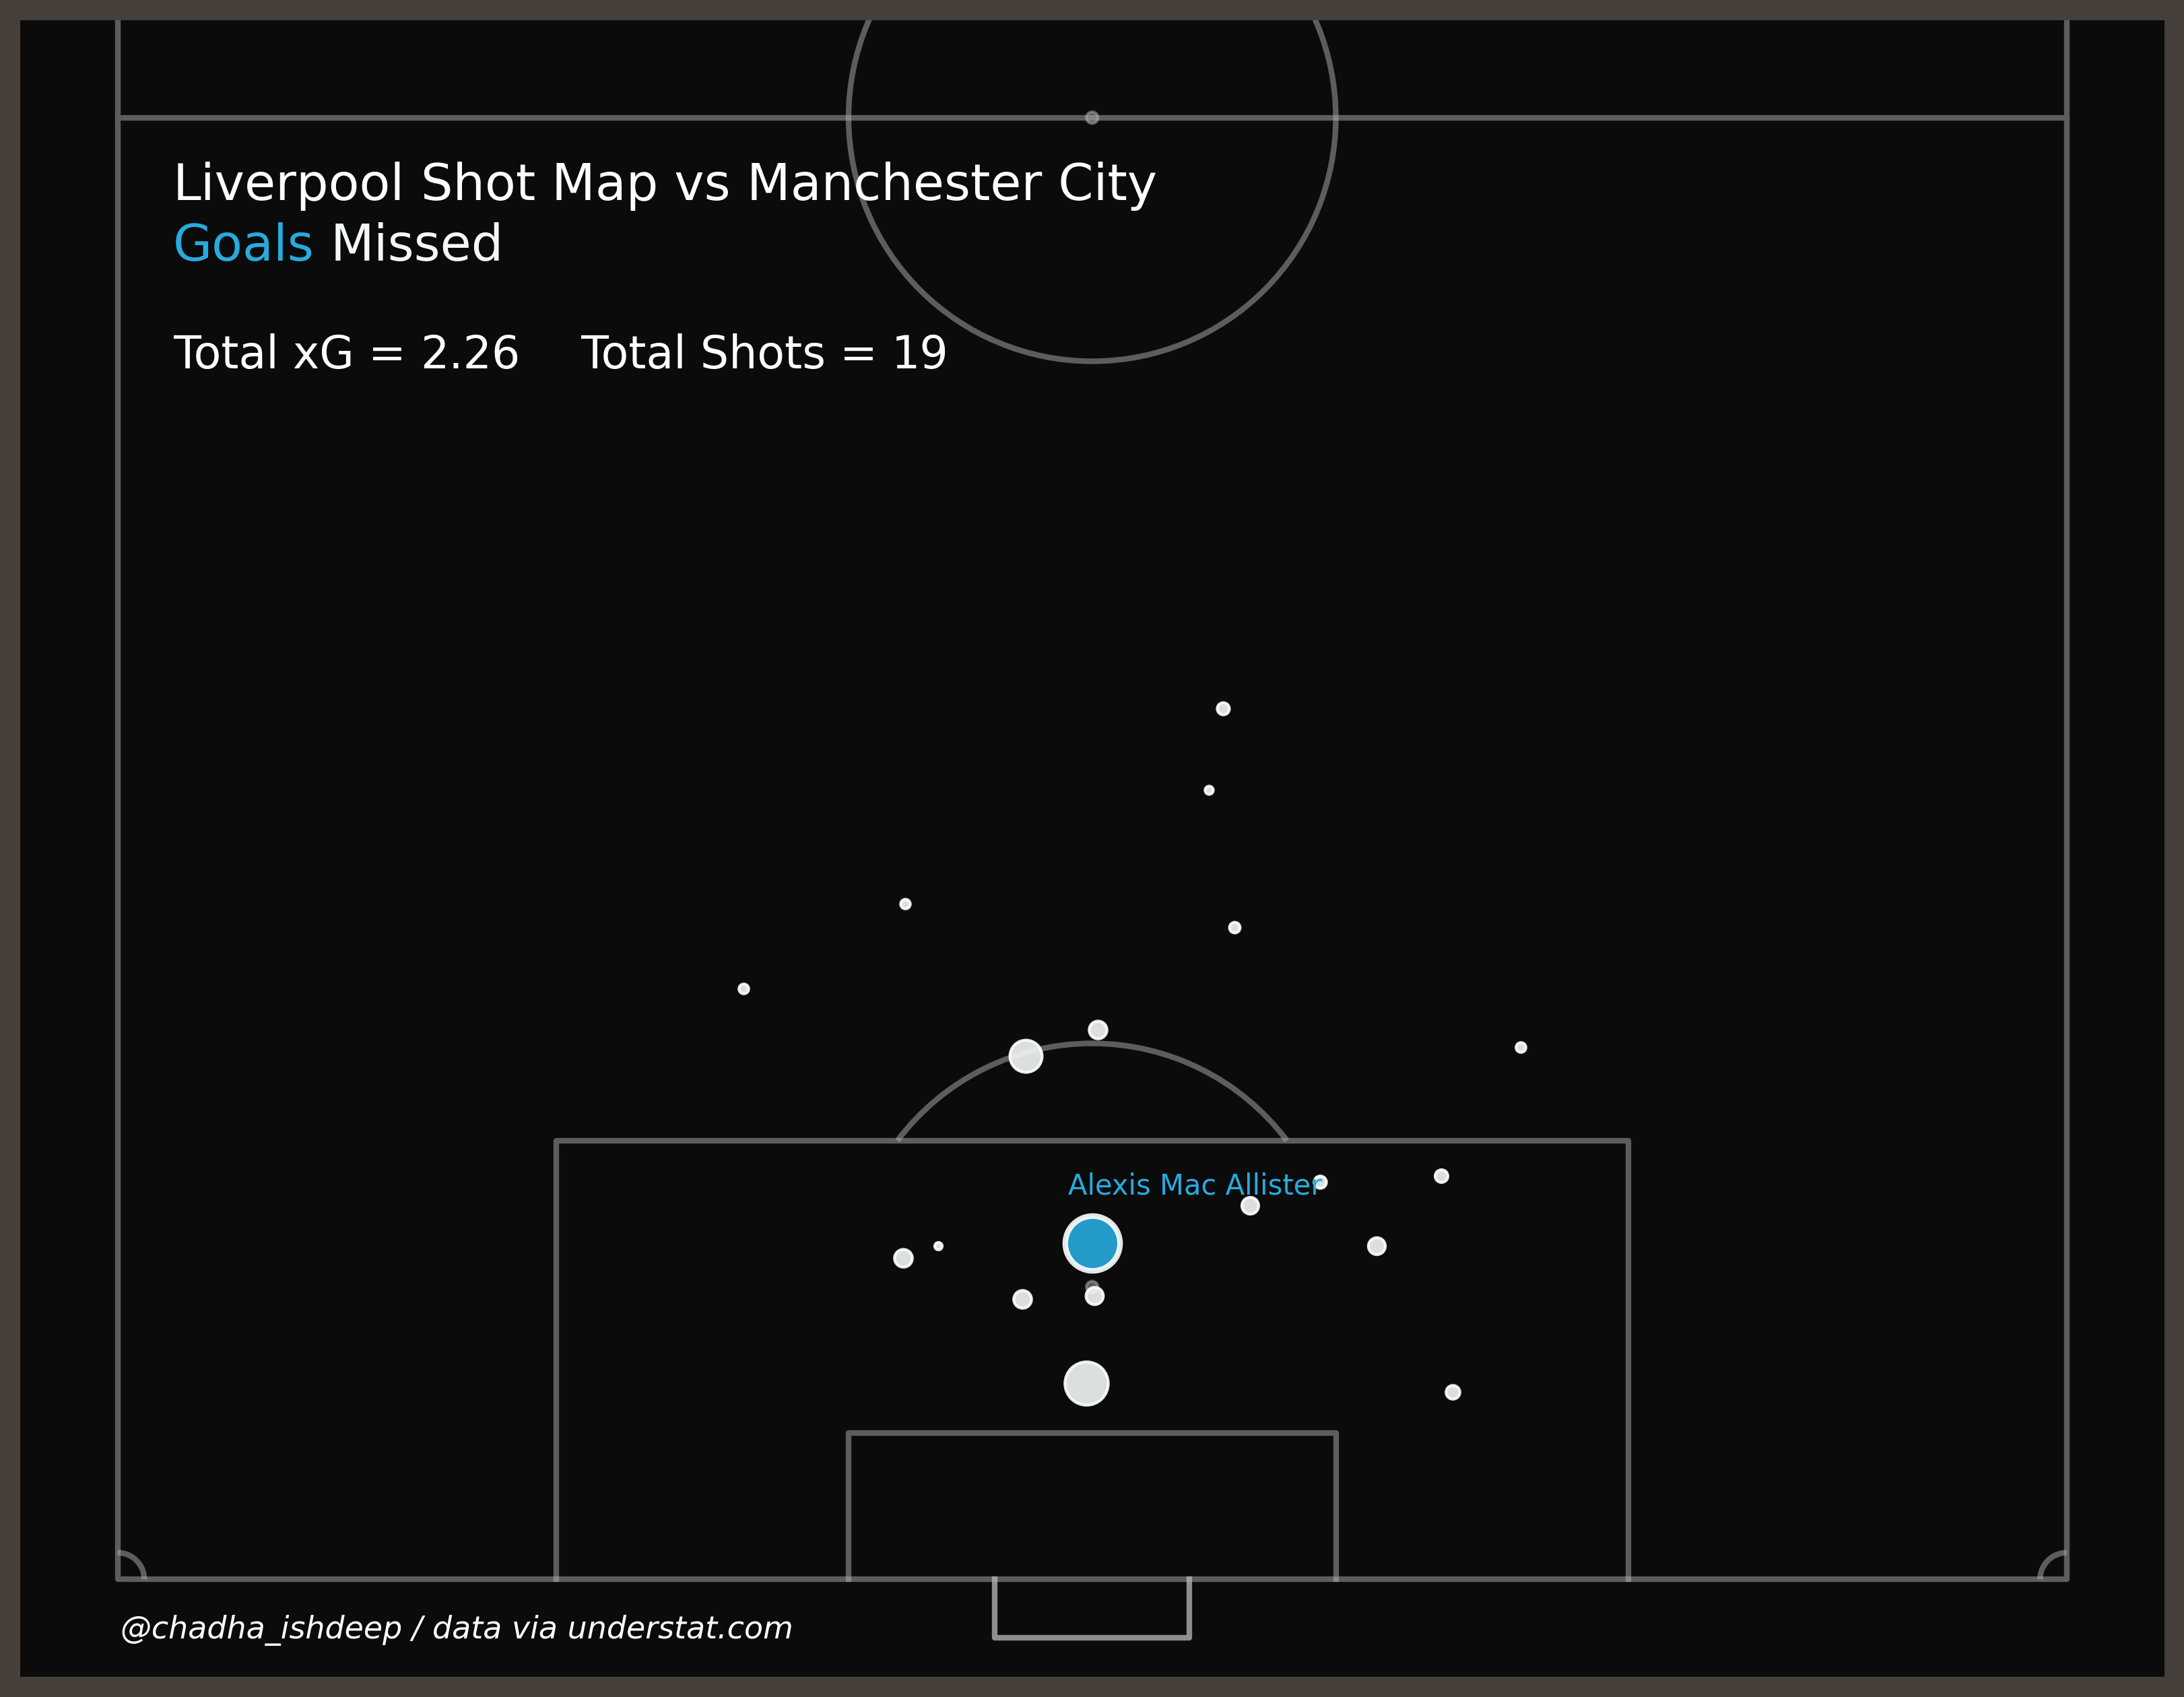 Liverpool Shot Map vs Manchester City
Goals Missed
Total xG = 2.26 Total Shots = 19
Alexis Mac Allister
@chadha_ishdeep / data via understat.com